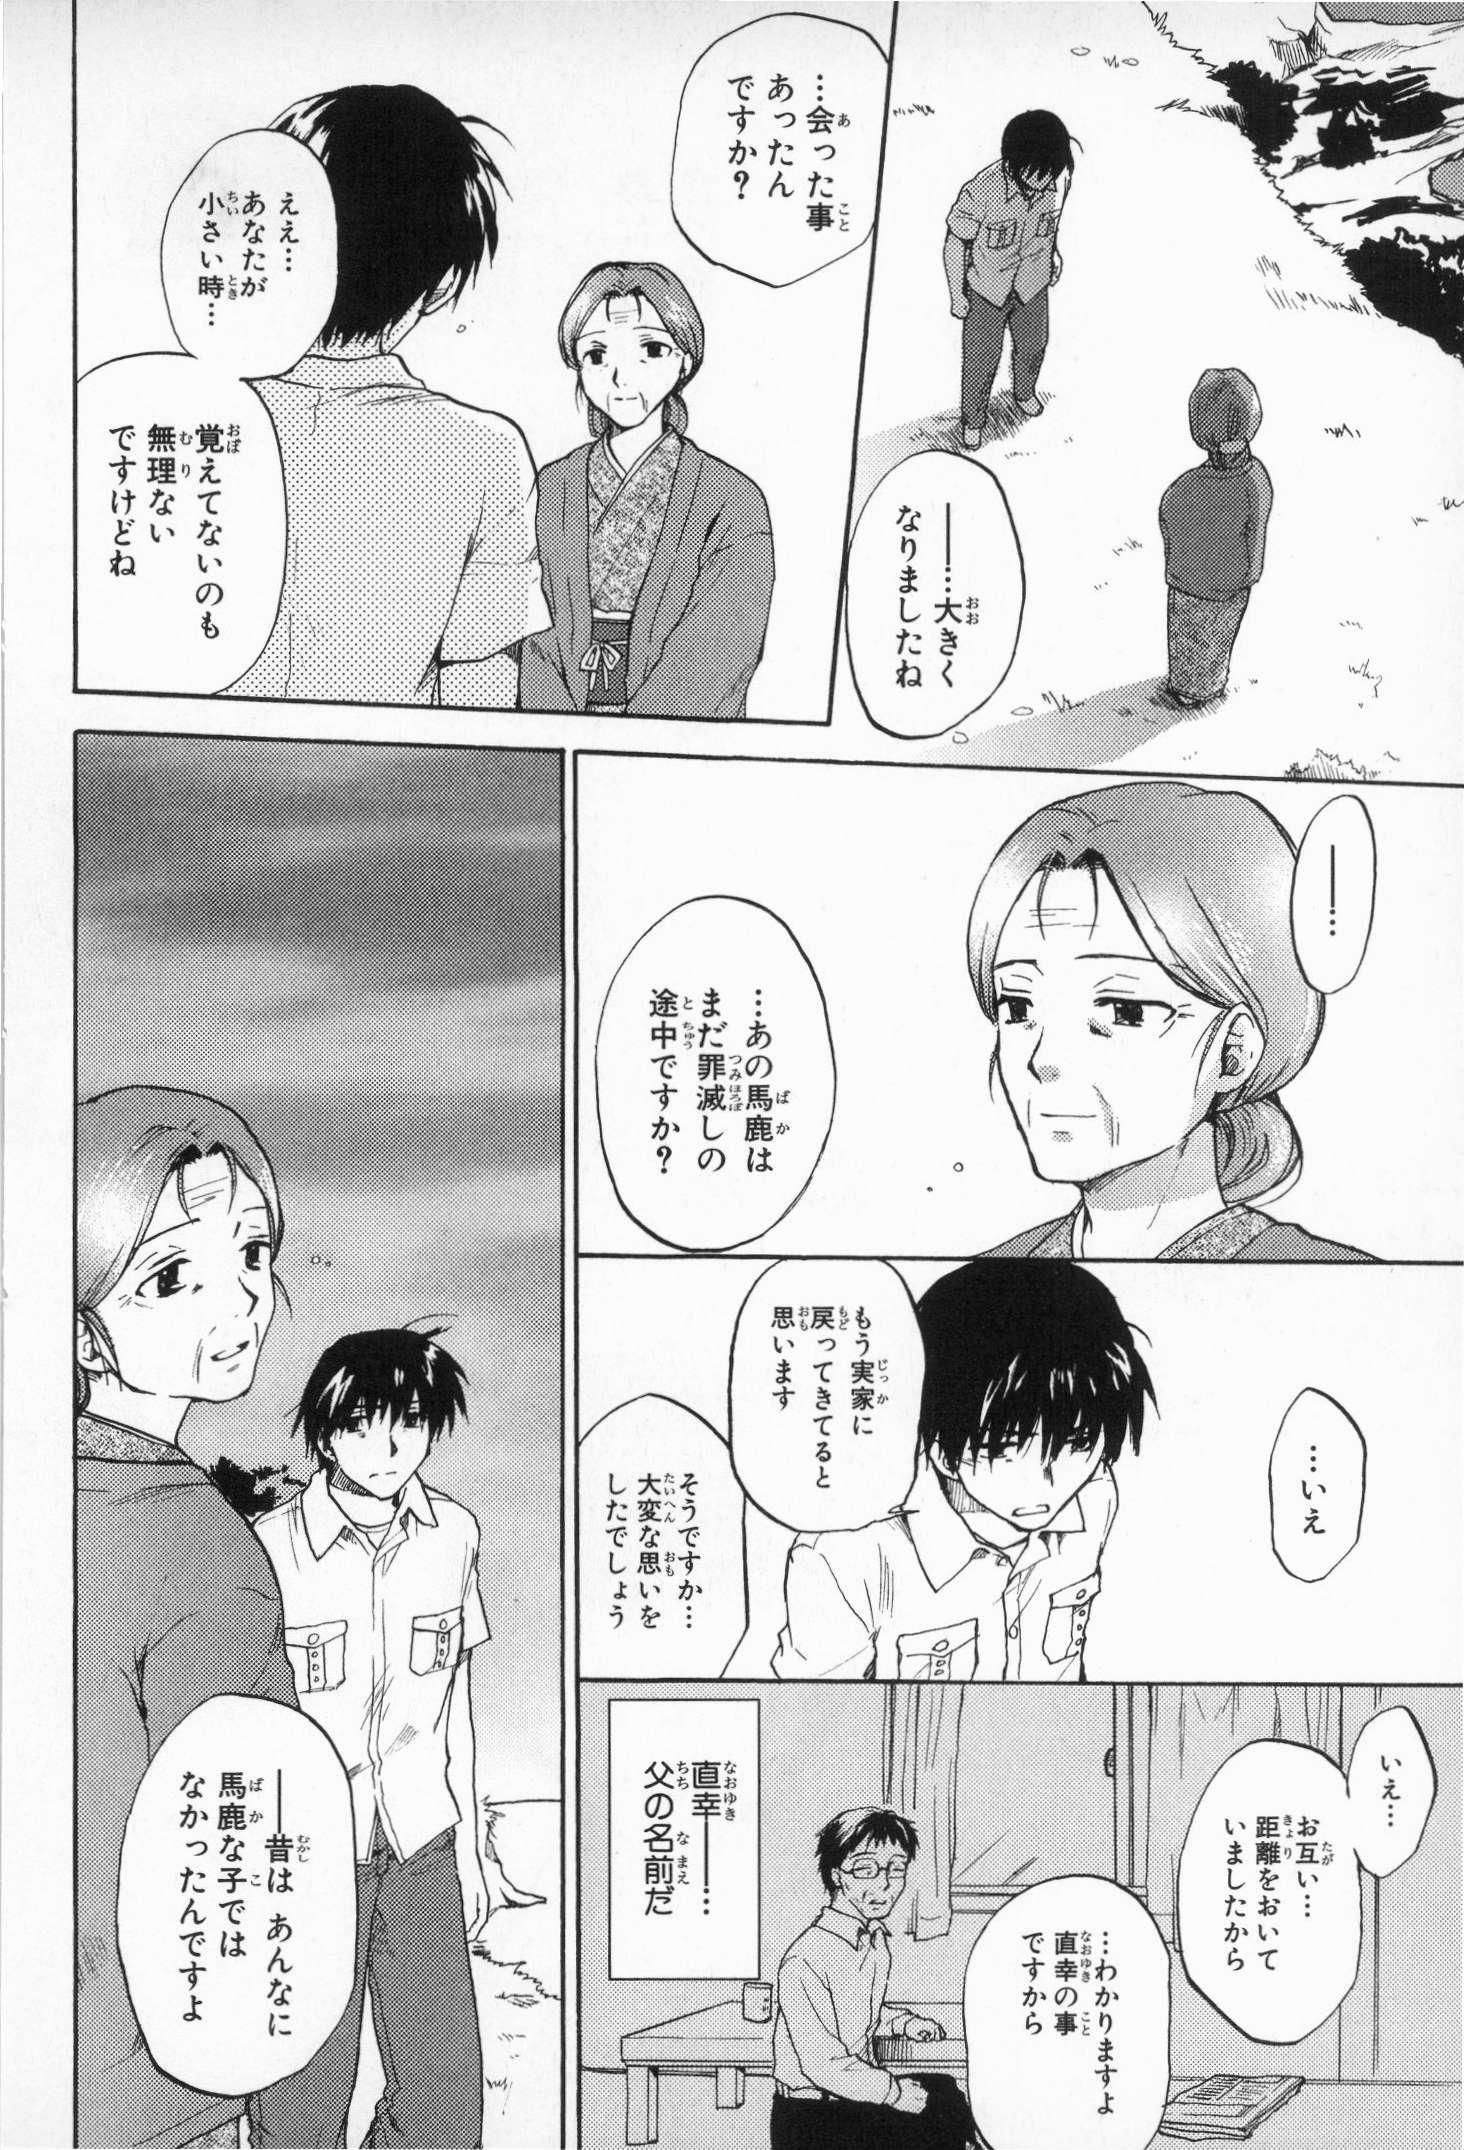 ――…大きく
なりましたね
…会った事
あったん
ですか？
ええ…
あなたが
小さい時…
覚えてないのも
無理ない
ですけどね
――…
…あの馬鹿は
まだ罪滅しの
途中ですか？
…いえ
もう実家に
戻ってきてると
思います
そうですか…
大変な思いを
したでしょう
いえ…
お互い…
距離をおいて
いましたから
…わかりますよ
直幸の事
ですから
直幸――…
父の名前だ
――昔は あんなに
馬鹿な子では
なかったんですよ